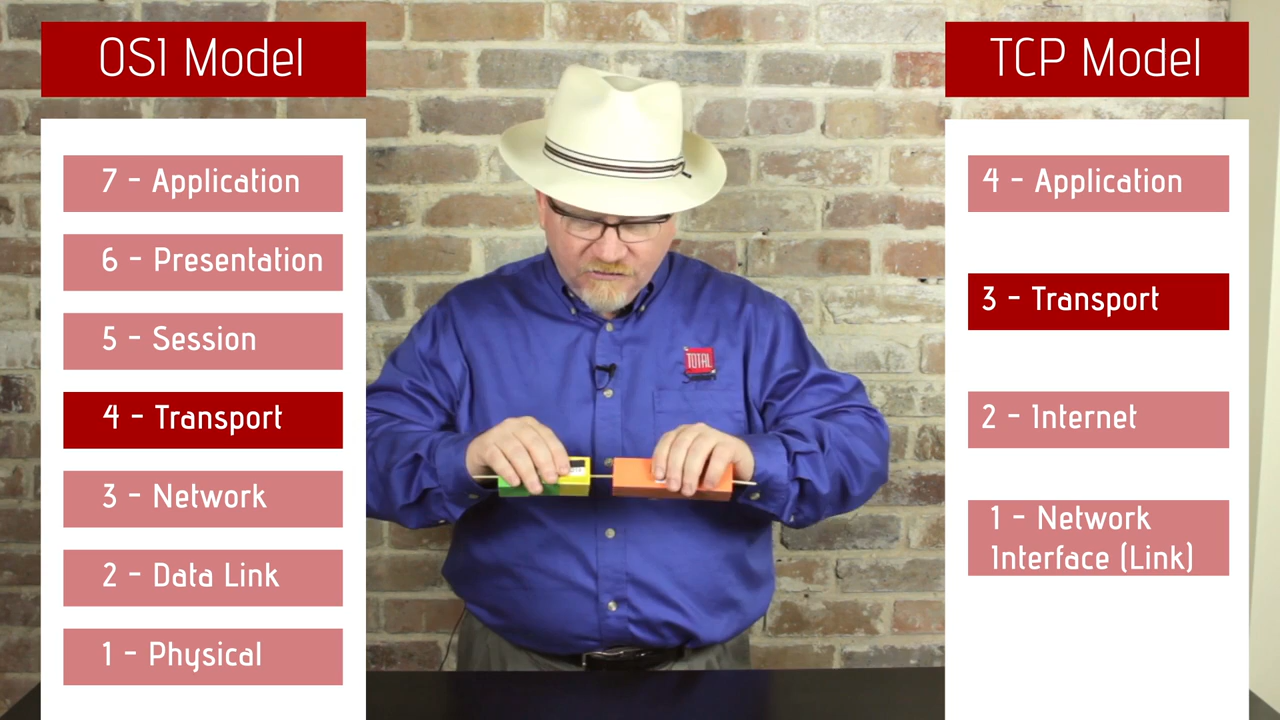 OSI Model
7 - Application
6 - Presentation
5 - Session
4 - Transport
3 - Network
2 - Data Link
1 - Physical
TOTAL
TCP Model
4 - Application
3 - Transport
2 - Internet
1 - Network
Interface (Link)